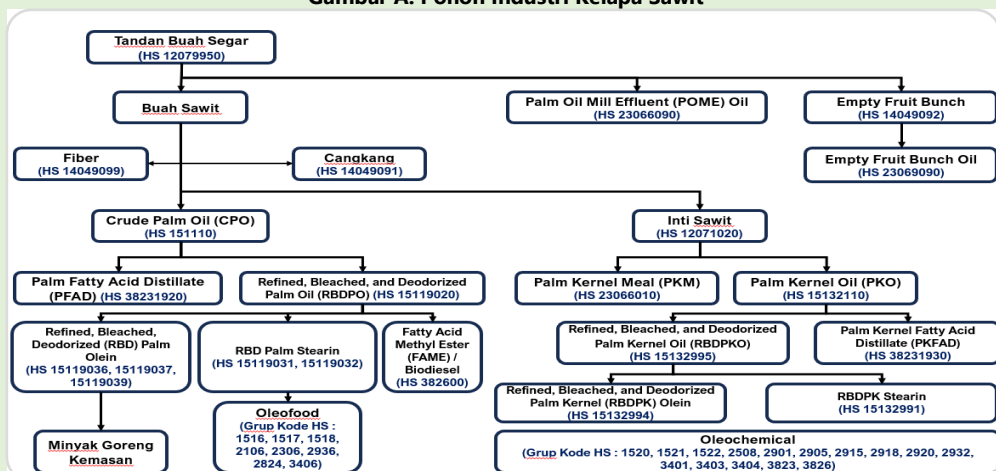 Gambar A. Pohon Industri Kelapa Sawit
Tandan Buah Segar
(HS 12079950)
Buah Sawit
Palm Oil Mill Effluent (POME) Oil
(HS 23066090)
Empty Fruit Bunch
(HS 14049092)
Fiber
(HS 14049099)
Cangkang
(HS 14049091)
Empty Fruit Bunch Oil
(HS 23069090)
Crude Palm Oil (CPO)
(HS 151110)
Inti Sawit
(HS 12071020)
Palm Fatty Acid Distillate
(PFAD) (HS 38231920)
Refined, Bleached, and Deodorized
Palm Oil (RBDPO) (HS 15119020)
Palm Kernel Meal (PKM)
(HS 23066010)
Palm Kernel Oil (PKO)
(HS 15132110)
Refined, Bleached,
Deodorized (RBD) Palm
Olein
(HS 15119036, 15119037,
15119039)
RBD Palm Stearin
(HS 15119031, 15119032)
Fatty Acid
Methyl Ester
(FAME) /
Biodiesel
(HS 382600)
Refined, Bleached, and Deodorized
Palm Kernel Oil (RBDPKO)
(HS 15132995)
Palm Kernel Fatty Acid
Distillate (PKFAD)
(HS 38231930)
Refined, Bleached, and Deodorized
Palm Kernel (RBDPK) Olein
(HS 15132994)
RBDPK Stearin
(HS 15132991)
Minyak Goreng
Kemasan
Oleofood
(Grup Kode HS :
1516, 1517, 1518,
2106, 2306, 2936,
2824, 3406)
Oleochemical
(Grup Kode HS : 1520, 1521, 1522, 2508, 2901, 2905, 2915, 2918, 2920, 2932,
3401, 3403, 3404, 3823, 3826)